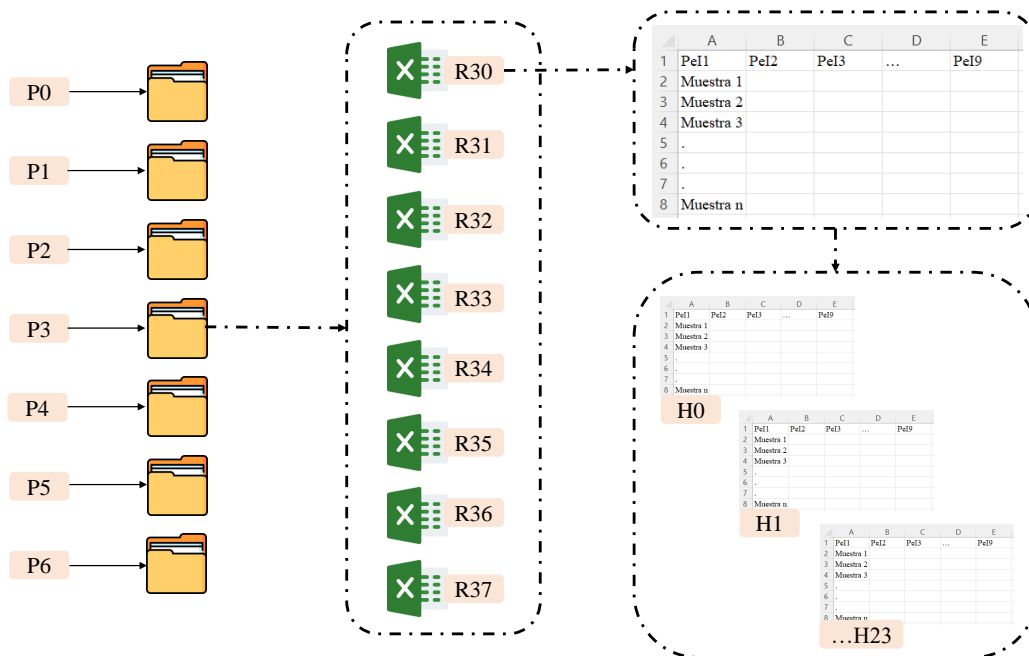 P0
P1
P2
P3
P4
P5
P6
R30
R31
R32
R33
R34
R35
R36
R37
A B C D E
1 PeI1 PeI2 PeI3 ... PeI9
2 Muestra 1
3 Muestra 2
4 Muestra 3
5 .
6 .
7 .
8 Muestra n
A B C D E
1 PeI1 PeI2 PeI3 ... PeI9
2 Muestra 1
3 Muestra 2
4 Muestra 3
5 .
6 .
7 .
8 Muestra n
H0
A B C D E
1 PeI1 PeI2 PeI3 ... PeI9
2 Muestra 1
3 Muestra 2
4 Muestra 3
5 .
6 .
7 .
8 Muestra n
H1
A B C D E
1 PeI1 PeI2 PeI3 ... PeI9
2 Muestra 1
3 Muestra 2
4 Muestra 3
5 .
6 .
7 .
8 Muestra n
...H23